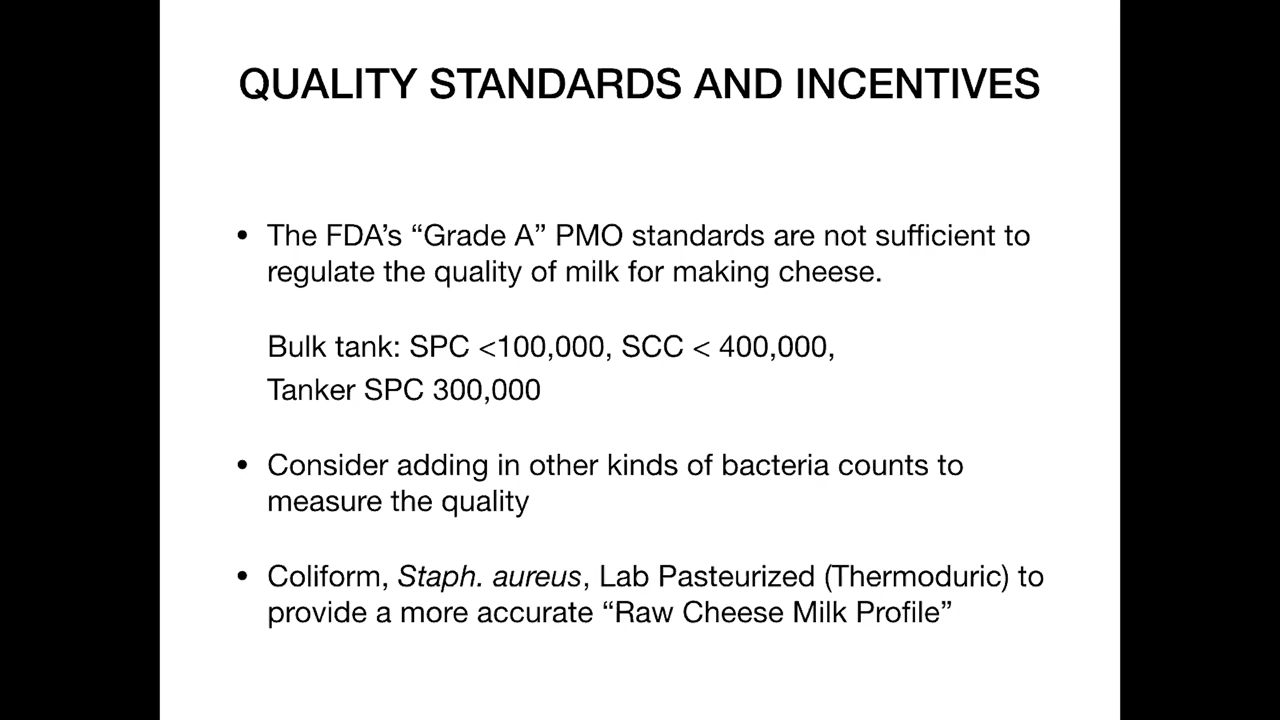 QUALITY STANDARDS AND INCENTIVES
• The FDA’s “Grade A” PMO standards are not sufficient to
regulate the quality of milk for making cheese.
Bulk tank: SPC <100,000, SCC < 400,000,
Tanker SPC 300,000
• Consider adding in other kinds of bacteria counts to
measure the quality
• Coliform, Staph. aureus, Lab Pasteurized (Thermoduric) to
provide a more accurate “Raw Cheese Milk Profile”